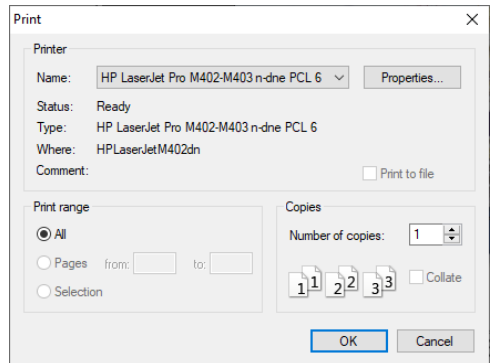 Print
Printer
Name: HP LaserJet Pro M402-M403 n-dne PCL 6 Properties...
Status: Ready
Type: HP LaserJet Pro M402-M403 n-dne PCL 6
Where: HPLaserJetM402dn
Comment:
Print to file
Print range
All
Pages from: to:
Selection
Copies
Number of copies: 1
1 1 2 2 3 3 Collate
OK Cancel